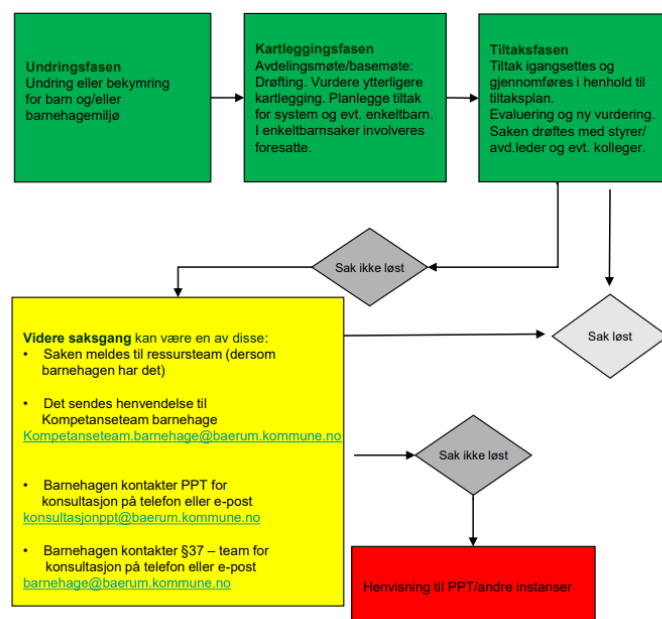 Undringsfasen
Undring eller bekymring
for barn og/eller
barnehagemiljø
Kartleggingsfasen
Avdelingsmøte/basemøte:
Drøfting. Vurdere ytterligere
kartlegging. Planlegge tiltak
for system og evt. enkeltbarn.
I enkeltbarnsaker involveres
foresatte.
Tiltaksfasen
Tiltak igangsettes og
gjennomføres i henhold til
tiltaksplan.
Evaluering og ny vurdering.
Saken drøftes med styrer/
avd.leder og evt. kolleger.
Sak ikke løst
Sak løst
Videre saksgang kan være en av disse:
• Saken meldes til ressursteam (dersom
barnehagen har det)
• Det sendes henvendelse til
Kompetanseteam barnehage
Kompetanseteam.barnehage@baerum.kommune.no
• Barnehagen kontakter PPT for
konsultasjon på telefon eller e-post
konsultasjonppt@baerum.kommune.no
• Barnehagen kontakter §37 – team for
konsultasjon på telefon eller e-post
barnehage@baerum.kommune.no
Sak ikke løst
Henvisning til PPT/andre instanser